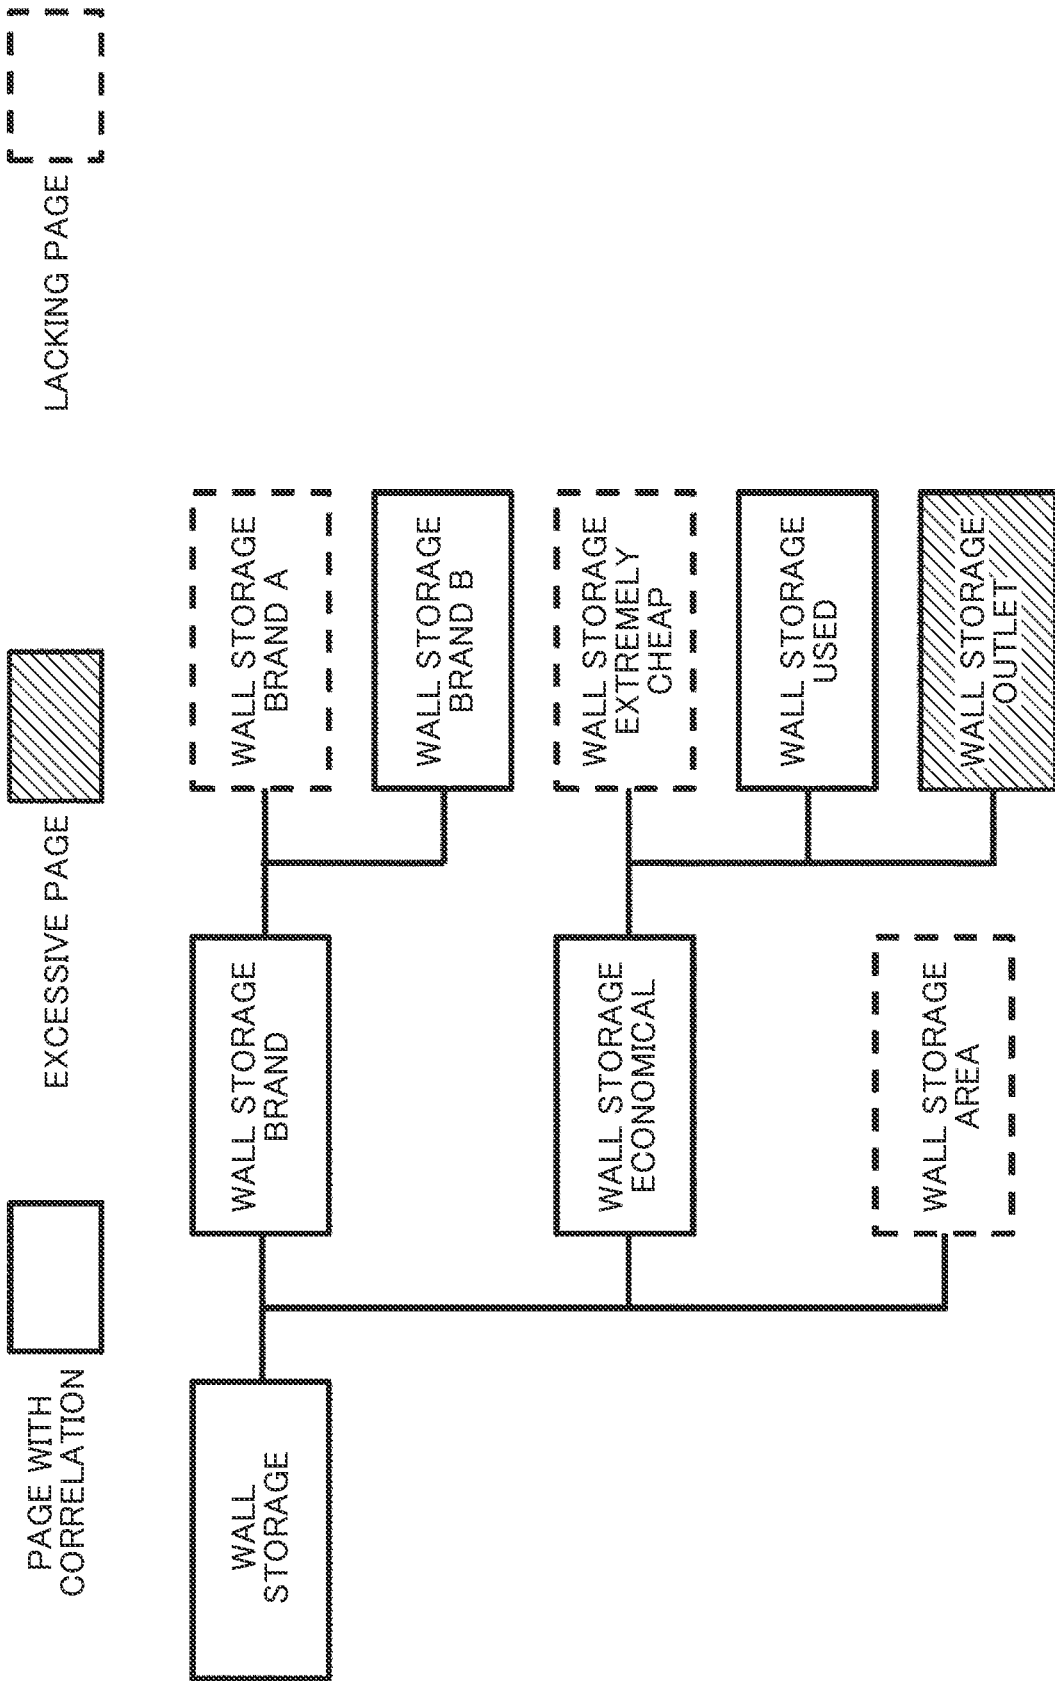 PAGE WITH
CORRELATION
EXCESSIVE PAGE
LACKING PAGE
WALL
STORAGE
WALL STORAGE
BRAND
WALL STORAGE
BRAND A
WALL STORAGE
BRAND B
WALL STORAGE
ECONOMICAL
WALL STORAGE
EXTREMELY
CHEAP
WALL STORAGE
USED
WALL STORAGE
OUTLET
WALL STORAGE
AREA